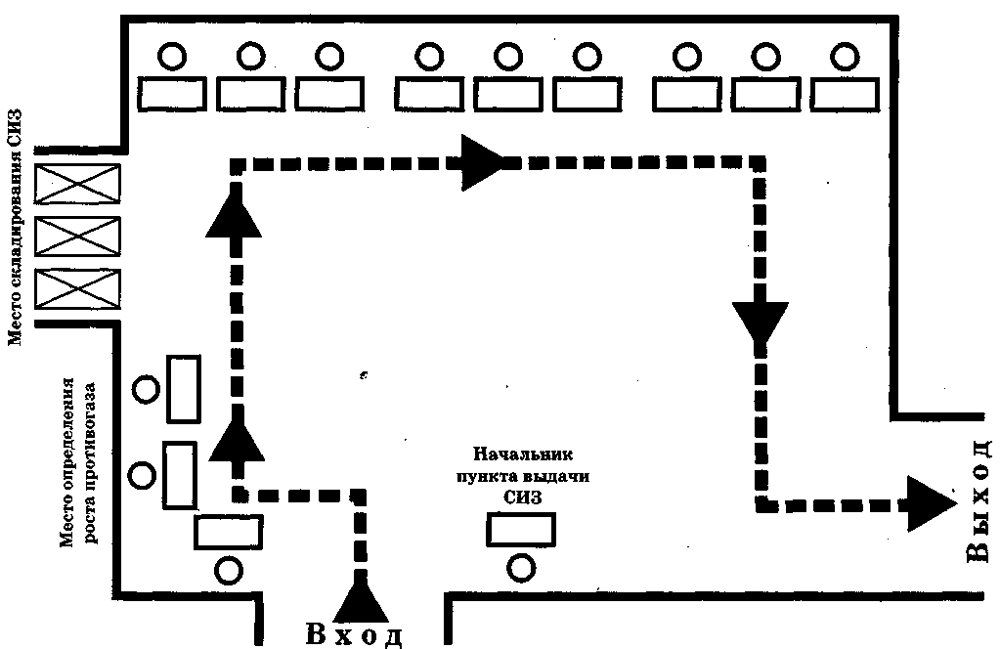 Место складирования СИЗ
Место определения
роста противогаза
Начальник
пункта выдачи
СИЗ
Выход
Вход